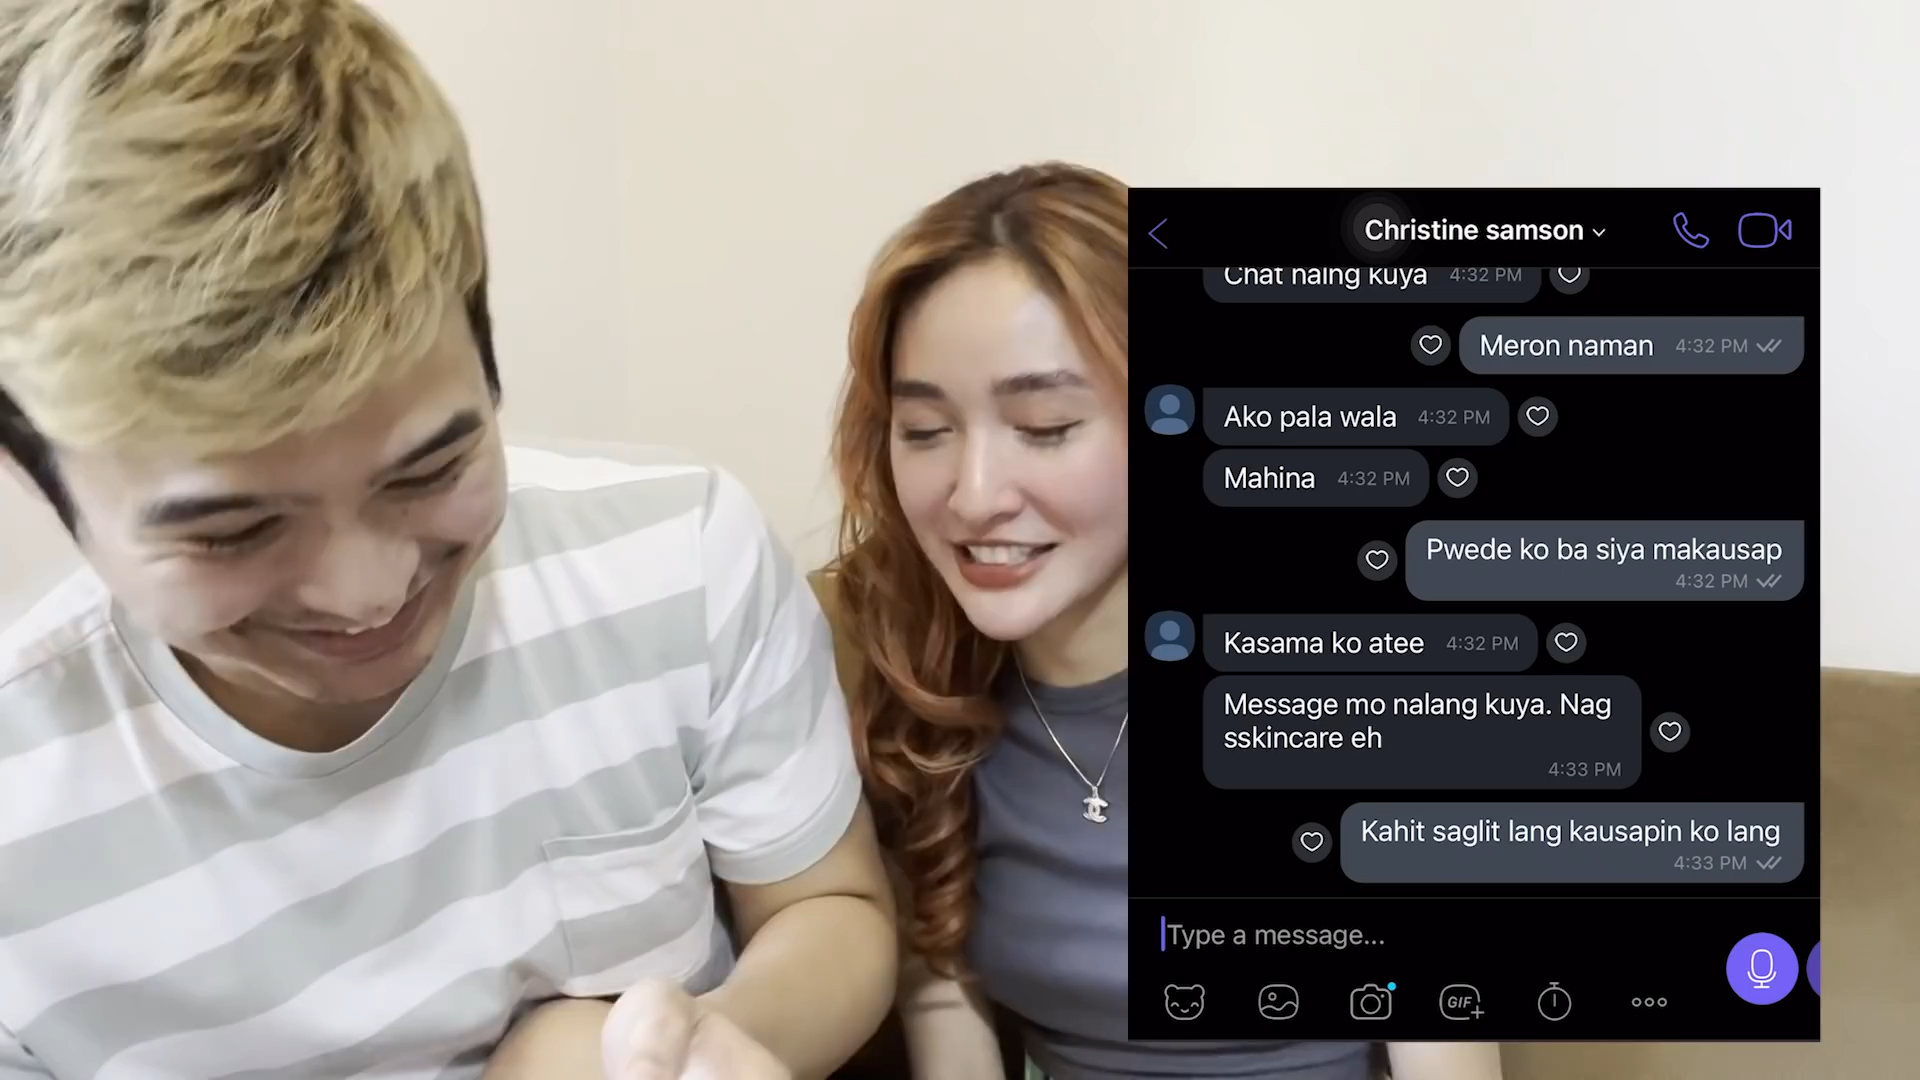 Christine samson
Chat naing kuya 4:32 PM
Meron naman 4:32 PM
Ako pala wala 4:32 PM
Mahina 4:32 PM
Pwede ko ba siya makausap
4:32 PM
Kasama ko atee 4:32 PM
Message mo nalang kuya. Nag
sskincare eh
4:33 PM
Kahit saglit lang kausapin ko lang
4:33 PM
Type a message...
GIF